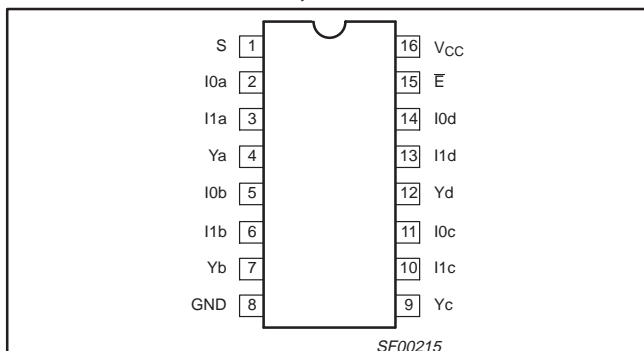 S 1 16 VCC
I0a 2 15 E̅
I1a 3 14 I0d
Ya 4 13 I1d
I0b 5 12 Yd
I1b 6 11 I0c
Yb 7 10 I1c
GND 8 9 Yc
SF00215